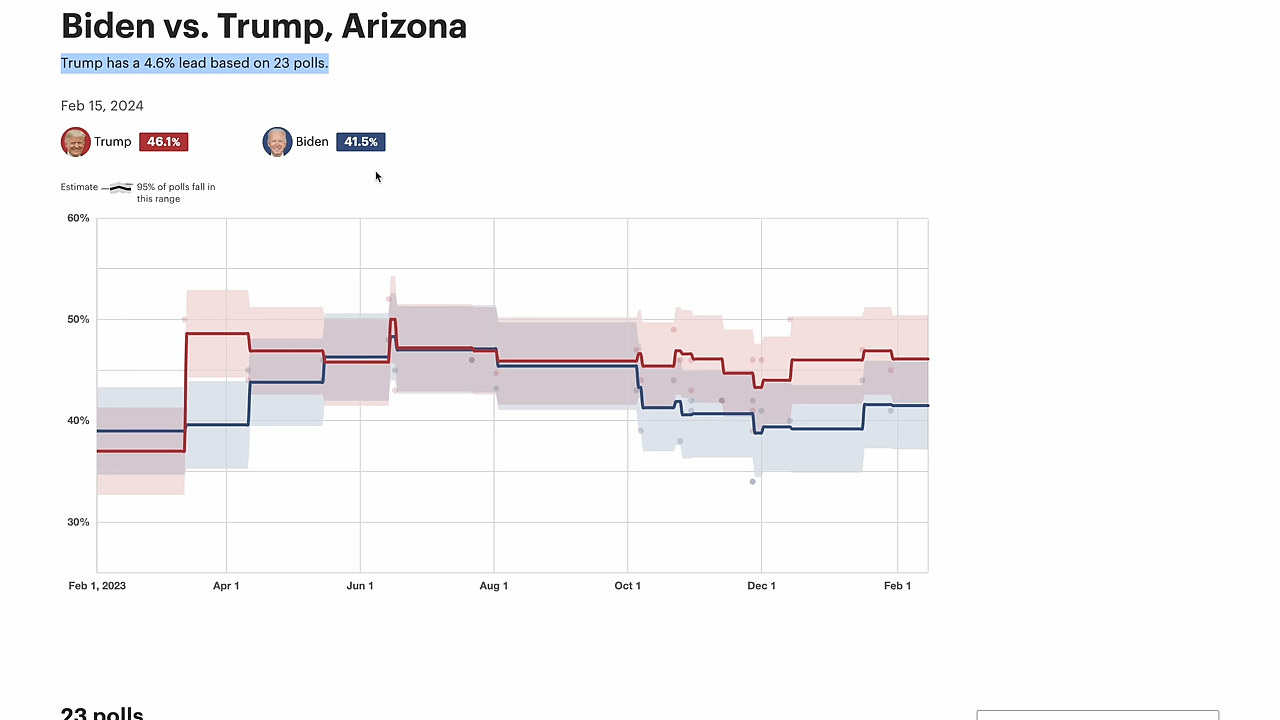 Biden vs. Trump, Arizona
Trump has a 4.6% lead based on 23 polls.
Feb 15, 2024
Trump 46.1% Biden 41.5%
Estimate 95% of polls fall in
this range
60%
50%
40%
30%
Feb 1, 2023 Apr 1 Jun 1 Aug 1 Oct 1 Dec 1 Feb 1
23 polls